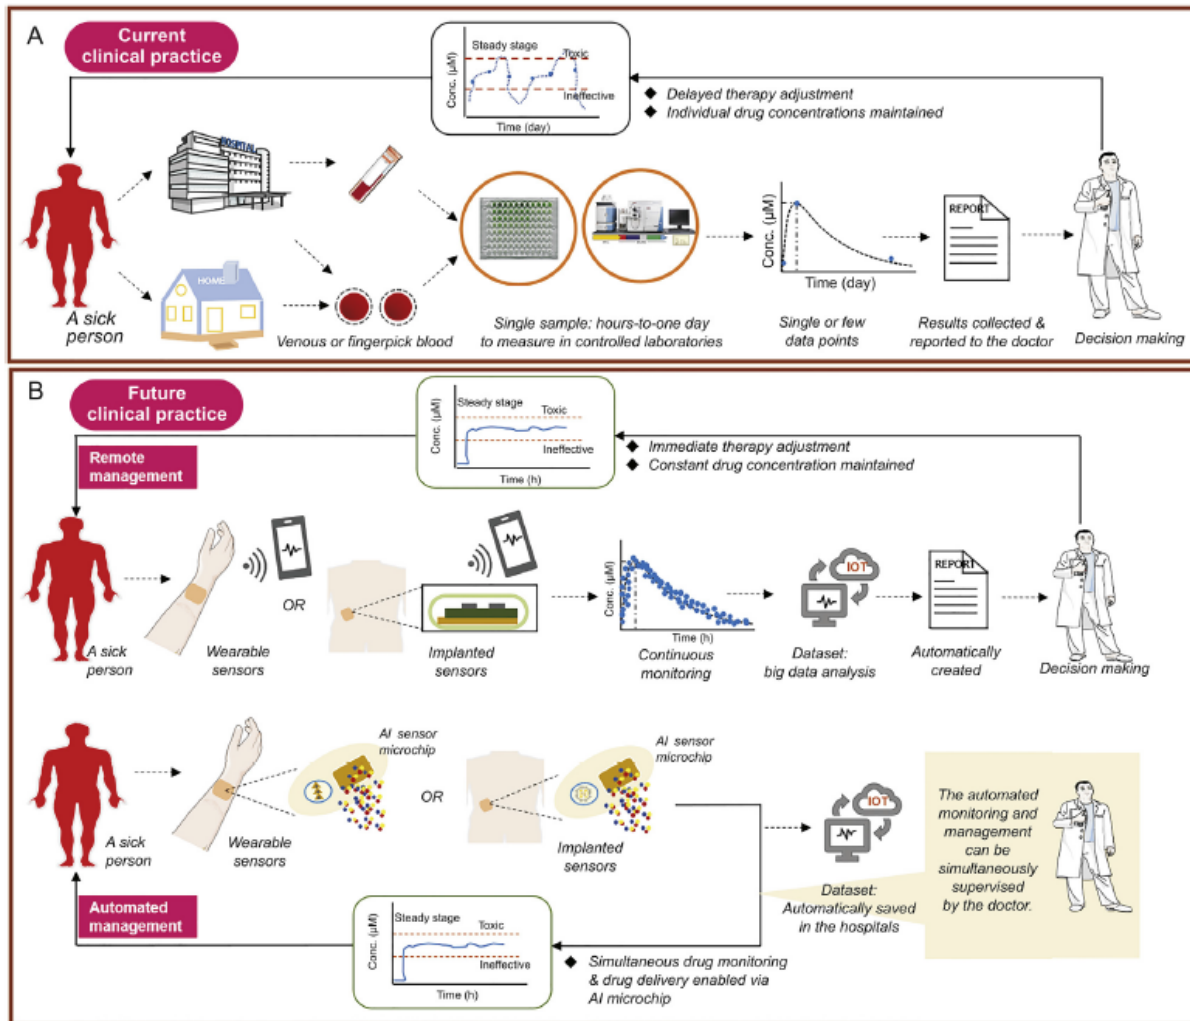 A
Current
clinical practice
Steady stage
Toxic
Ineffective
Conc. (µM)
Time (day)
◆ Delayed therapy adjustment
◆ Individual drug concentrations maintained
HOSPITAL
HOME
A sick
person
Venous or fingerpick blood
Single sample: hours-to-one day
to measure in controlled laboratories
Conc. (µM)
Time (day)
Single or few
data points
REPORT
Results collected &
reported to the doctor
Decision making
B
Future
clinical practice
Remote
management
Steady stage
Toxic
Ineffective
Conc. (µM)
Time (h)
◆ Immediate therapy adjustment
◆ Constant drug concentration maintained
A sick
person
Wearable
sensors
OR
Implanted
sensors
Conc. (µM)
Time (h)
Continuous
monitoring
IOT
Dataset:
big data analysis
REPORT
Automatically
created
Decision making
A sick
person
AI sensor
microchip
Wearable
sensors
OR
AI sensor
microchip
Implanted
sensors
IOT
Dataset:
Automatically saved
in the hospitals
The automated
monitoring and
management
can be
simultaneously
supervised
by the doctor.
Automated
management
Steady stage
Toxic
Ineffective
Conc. (µM)
Time (h)
◆ Simultaneous drug monitoring
& drug delivery enabled via
AI microchip